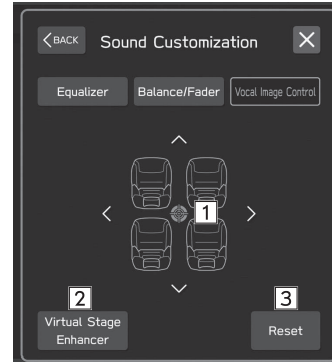 BACK Sound Customization
Equalizer Balance/Fader Vocal Image Control
1
2 3
Virtual Stage
Enhancer
Reset